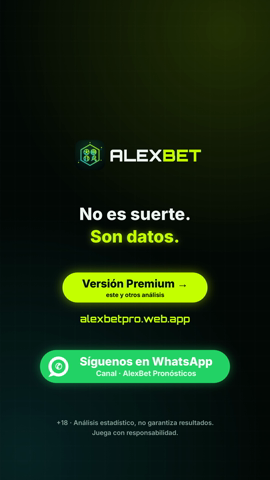 ALEXBET
No es suerte.
Son datos.
Versión Premium →
este y otros análisis
alexbetpro.web.app
Síguenos en WhatsApp
Canal · AlexBet Pronósticos
+18 · Análisis estadístico, no garantiza resultados.
Juega con responsabilidad.